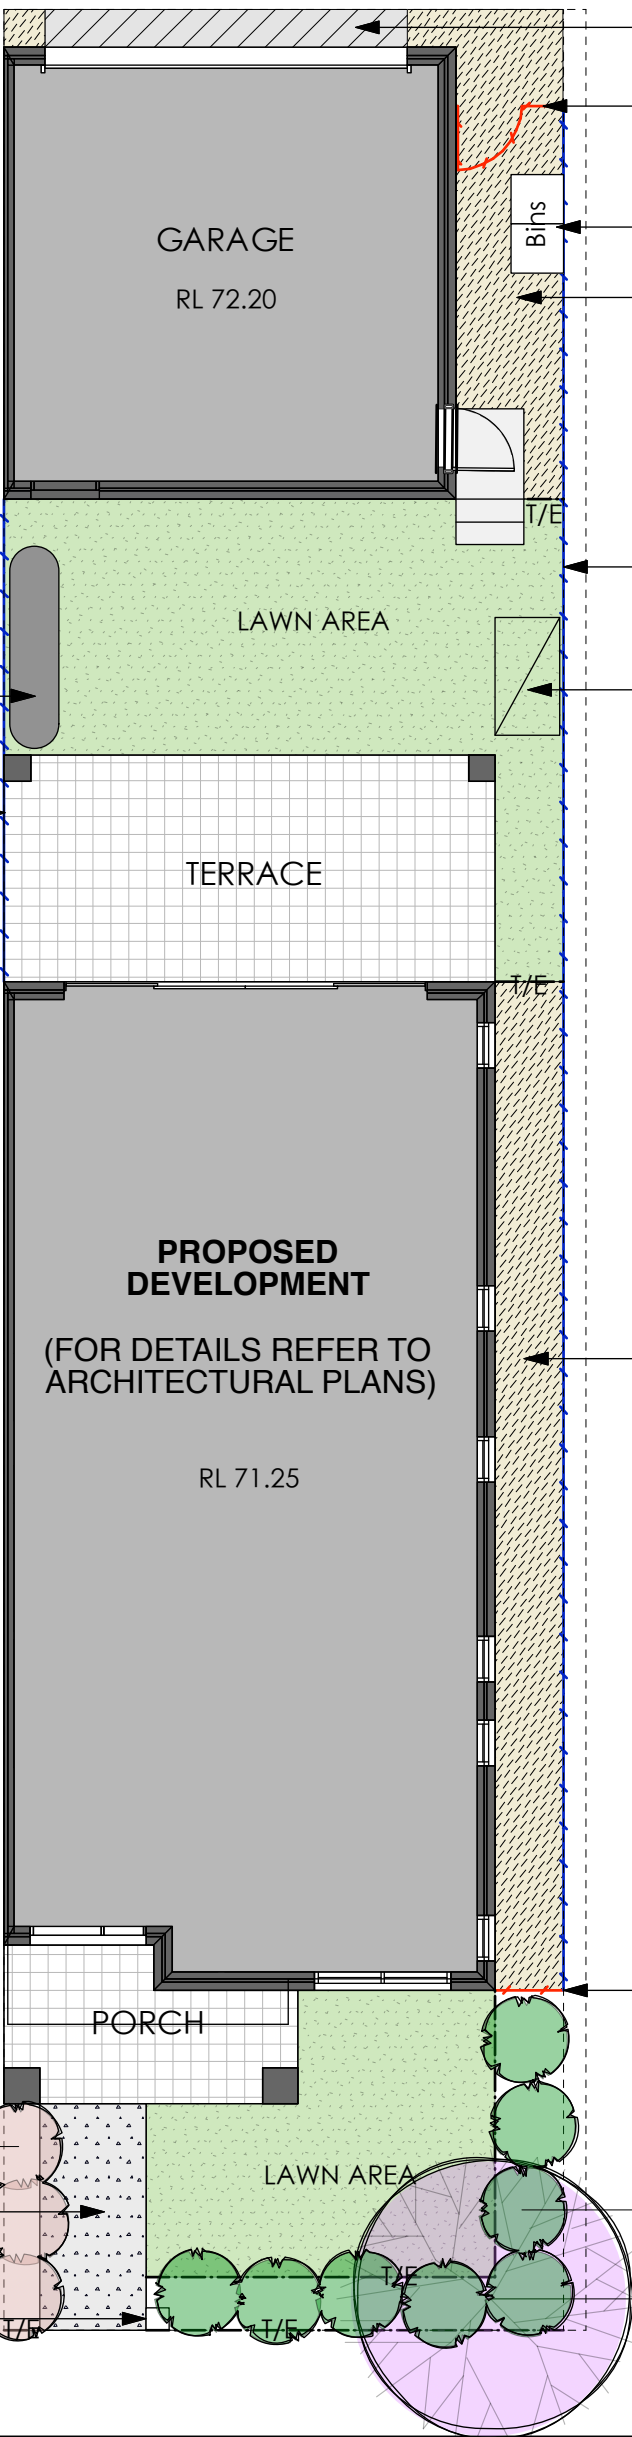 GARAGE
RL 72.20
Bins
T/E
LAWN AREA
TERRACE
T/E
PROPOSED
DEVELOPMENT
(FOR DETAILS REFER TO
ARCHITECTURAL PLANS)
RL 71.25
PORCH
LAWN AREA
T/E
T/E
T/E